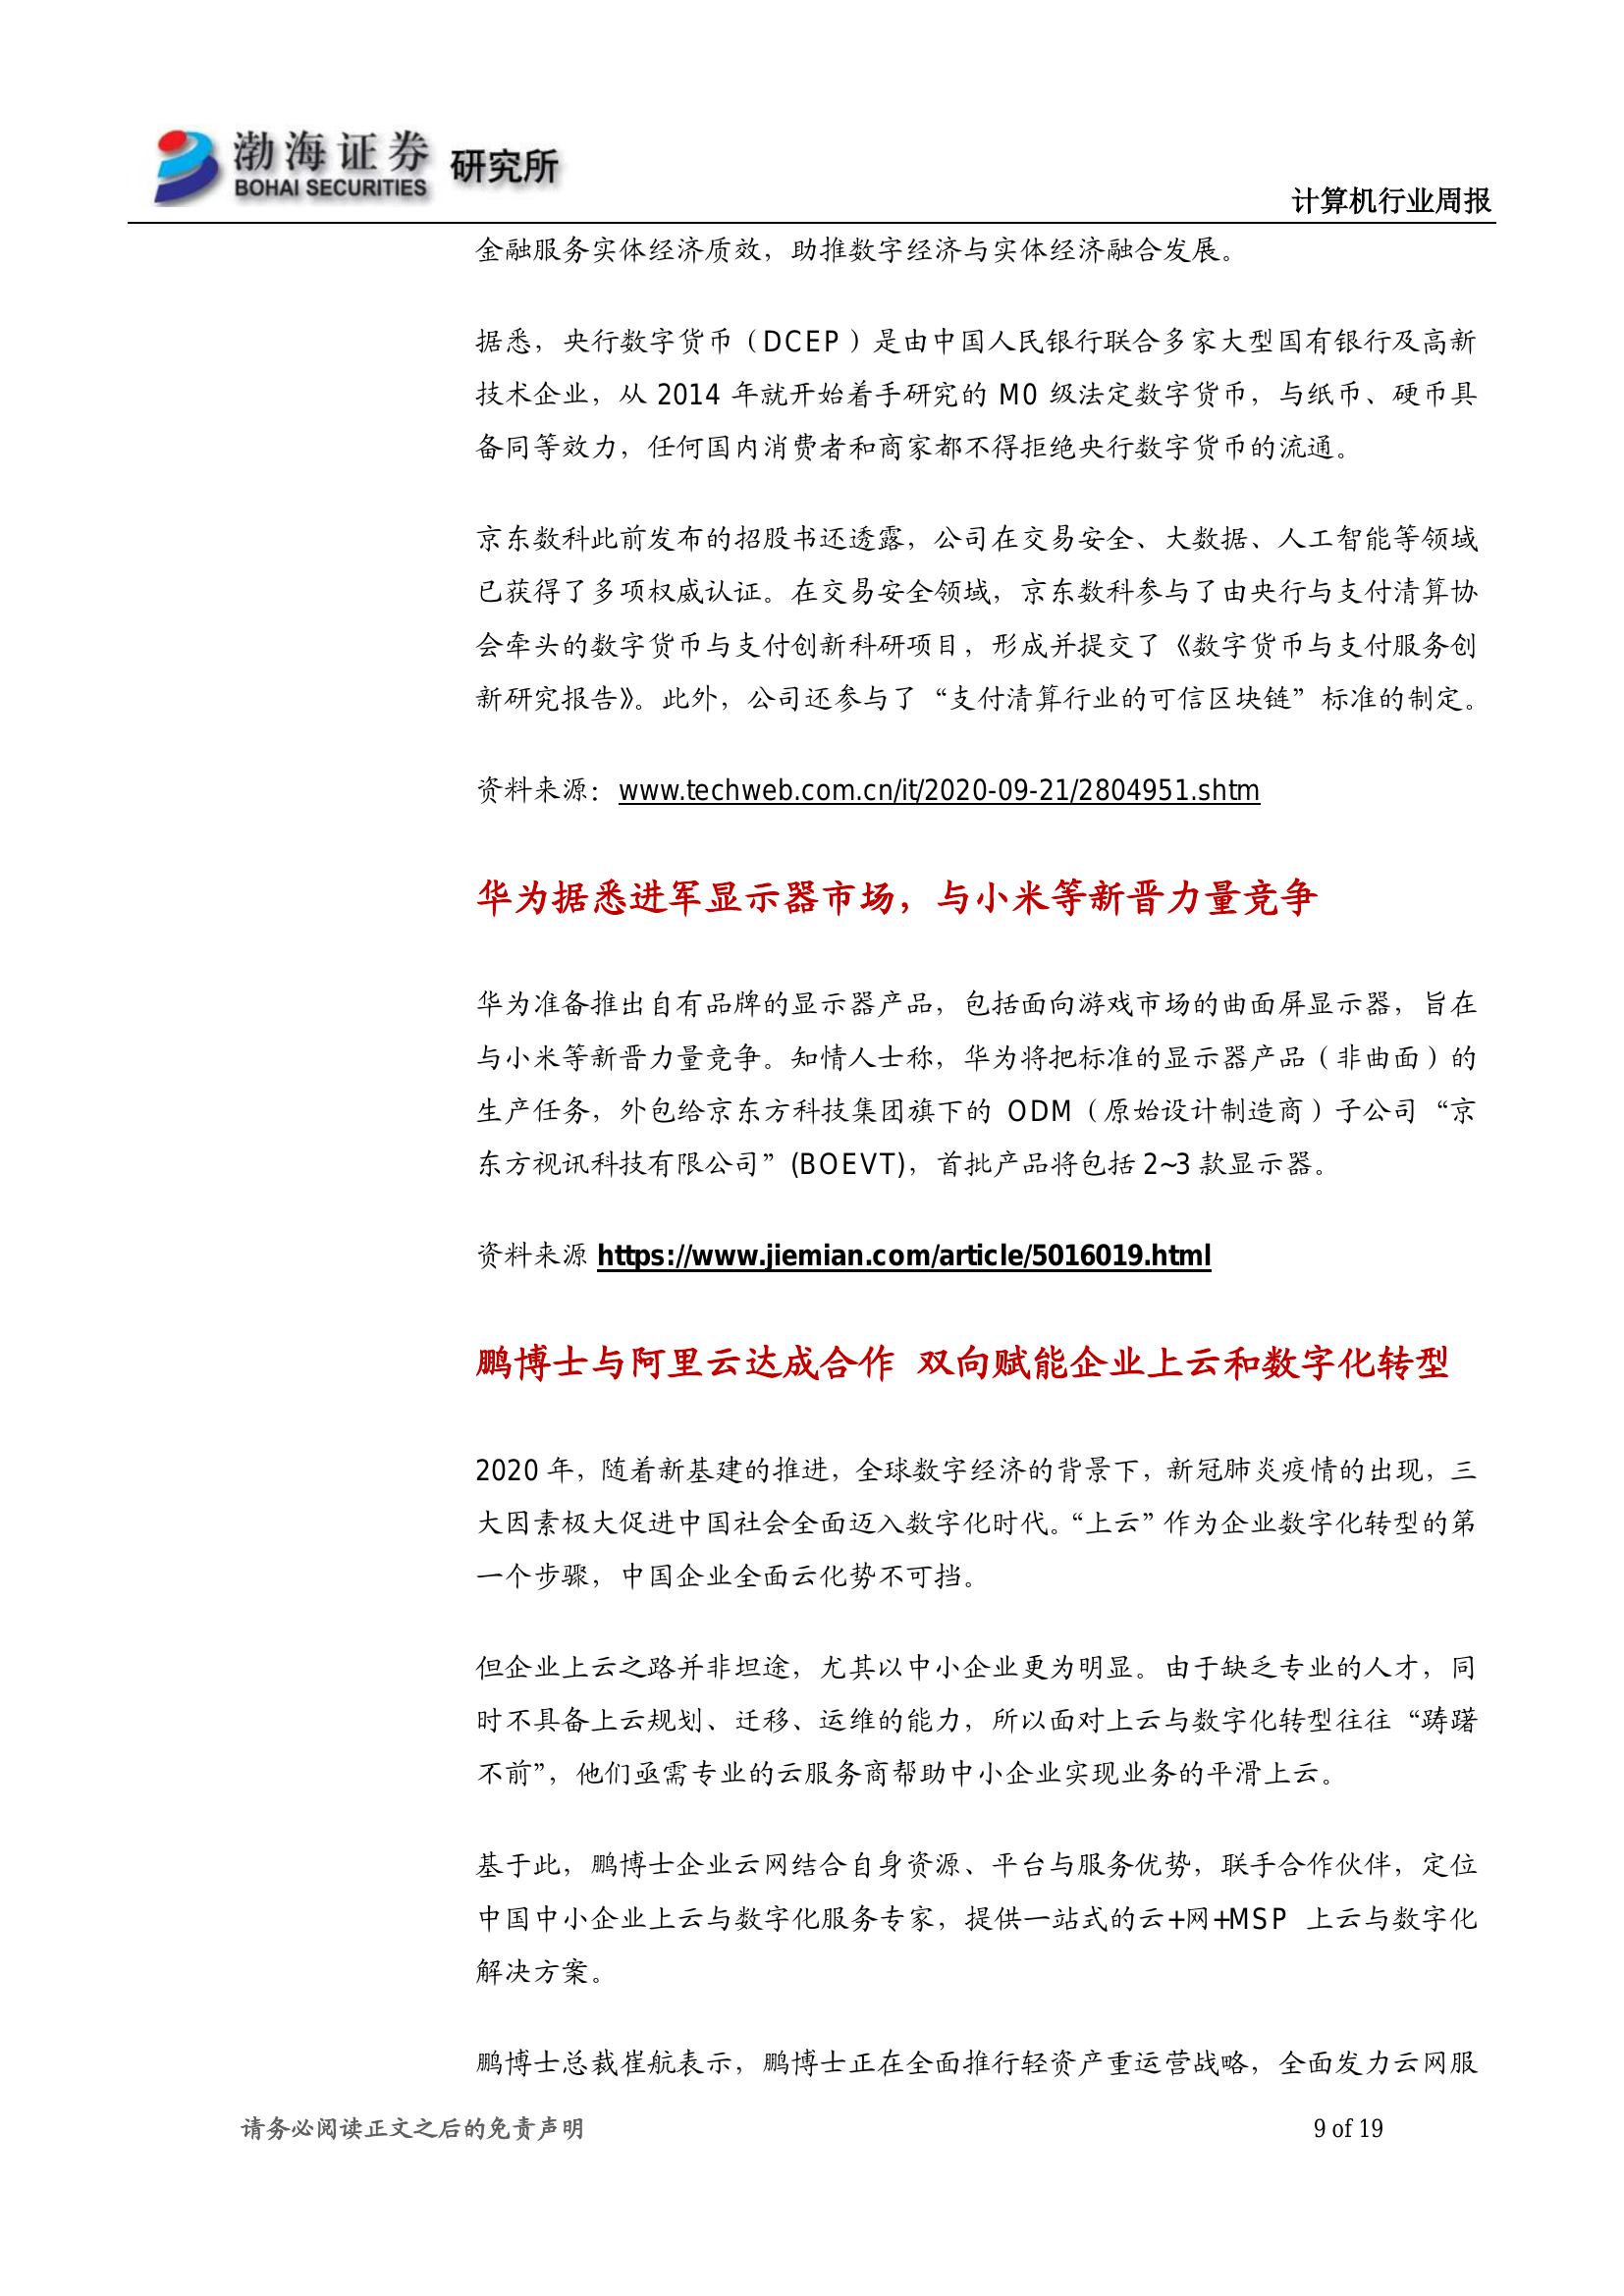 渤海证券 研究所
BOHAI SECURITIES
计算机行业周报
金融服务实体经济质效，助推数字经济与实体经济融合发展。
据悉，央行数字货币（DCEP）是由中国人民银行联合多家大型国有银行及高新
技术企业，从 2014 年就开始着手研究的 M0 级法定数字货币，与纸币、硬币具
备同等效力，任何国内消费者和商家都不得拒绝央行数字货币的流通。
京东数科此前发布的招股书还透露，公司在交易安全、大数据、人工智能等领域
已获得了多项权威认证。在交易安全领域，京东数科参与了由央行与支付清算协
会牵头的数字货币与支付创新科研项目，形成并提交了《数字货币与支付服务创
新研究报告》。此外，公司还参与了“支付清算行业的可信区块链”标准的制定。
资料来源：www.techweb.com.cn/it/2020-09-21/2804951.shtm
华为据悉进军显示器市场，与小米等新晋力量竞争
华为准备推出自有品牌的显示器产品，包括面向游戏市场的曲面屏显示器，旨在
与小米等新晋力量竞争。知情人士称，华为将把标准的显示器产品（非曲面）的
生产任务，外包给京东方科技集团旗下的 ODM（原始设计制造商）子公司“京
东方视讯科技有限公司”(BOEVT)，首批产品将包括 2~3 款显示器。
资料来源 https://www.jiemian.com/article/5016019.html
鹏博士与阿里云达成合作 双向赋能企业上云和数字化转型
2020 年，随着新基建的推进，全球数字经济的背景下，新冠肺炎疫情的出现，三
大因素极大促进中国社会全面迈入数字化时代。“上云”作为企业数字化转型的第
一个步骤，中国企业全面云化势不可挡。
但企业上云之路并非坦途，尤其以中小企业更为明显。由于缺乏专业的人才，同
时不具备上云规划、迁移、运维的能力，所以面对上云与数字化转型往往“踌躇
不前”，他们亟需专业的云服务商帮助中小企业实现业务的平滑上云。
基于此，鹏博士企业云网结合自身资源、平台与服务优势，联手合作伙伴，定位
中国中小企业上云与数字化服务专家，提供一站式的云+网+MSP 上云与数字化
解决方案。
鹏博士总裁崔航表示，鹏博士正在全面推行轻资产重运营战略，全面发力云网服
请务必阅读正文之后的免责声明
9 of 19